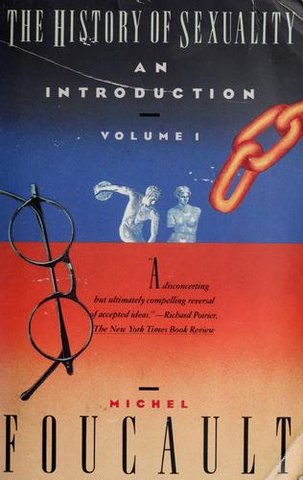 THE HISTORY OF SEXUALITY
AN
INTRODUCTION
VOLUME I
"A disconcerting
but ultimately compelling reversal
of accepted ideas."—Richard Poirier,
The New York Times Book Review
MICHEL
FOUCAULT